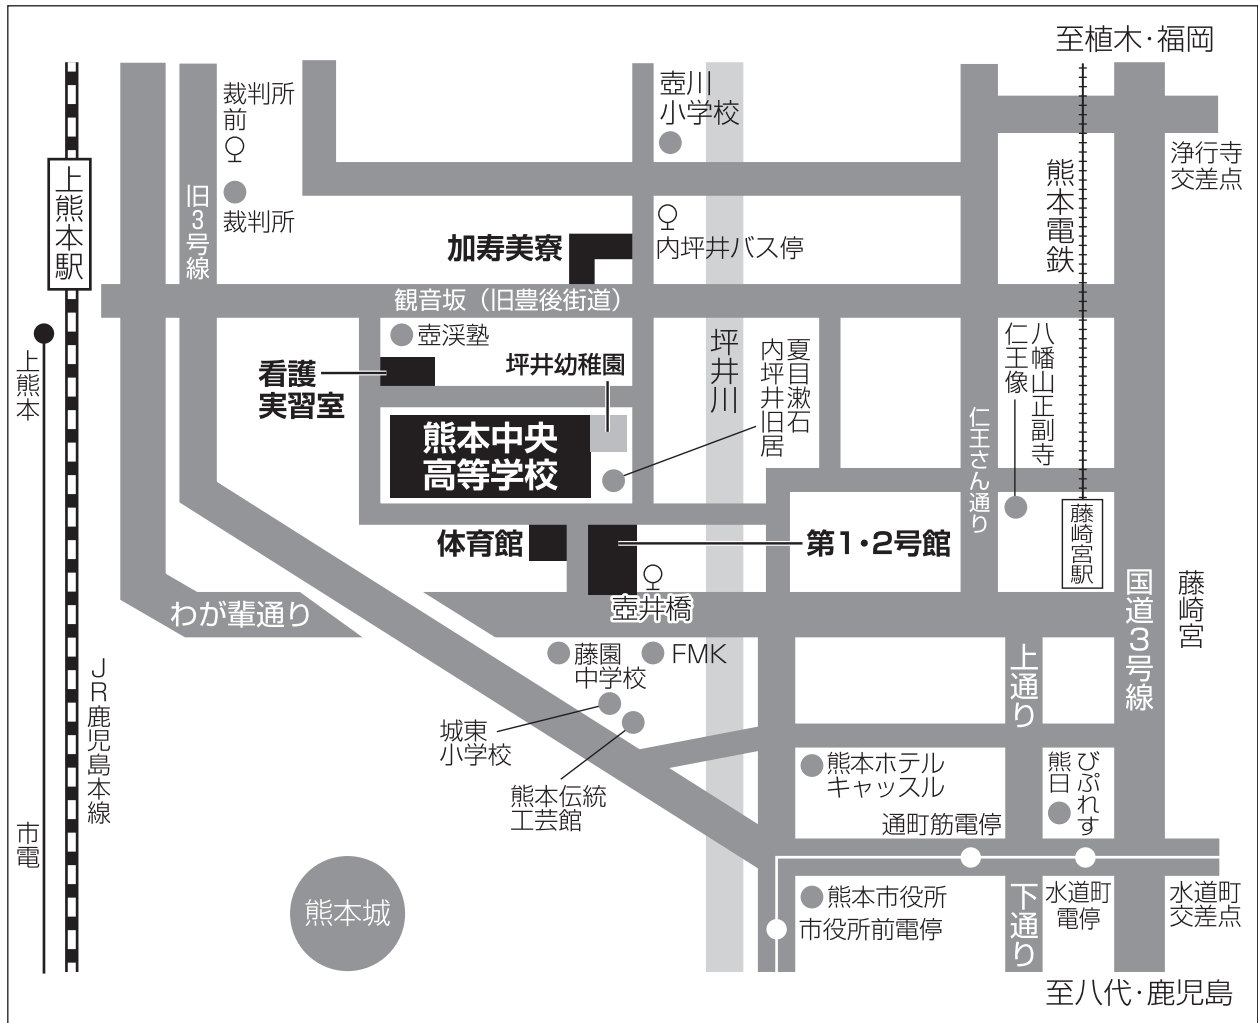 至植木・福岡
裁判所
前
裁判所
旧3号線
上熊本駅
壺川
小学校
浄行寺
交差点
熊本電鉄
加寿美寮
内坪井バス停
観音坂（旧豊後街道）
壺渓塾
看護
実習室
坪井幼稚園
坪井川
夏目漱石
内坪井旧居
八幡山正副寺
仁王像
仁王さん通り
上熊本
熊本中央
高等学校
体育館
第1・2号館
藤崎宮駅
壺井橋
わが輩通り
国道3号線
藤崎宮
藤園
中学校
FMK
上通り
JR鹿児島本線
城東
小学校
熊本伝統
工芸館
熊本ホテル
キャッスル
びぷれす
熊日
通町筋電停
市電
熊本城
熊本市役所
市役所前電停
下通り
水道町
電停
水道町
交差点
至八代・鹿児島